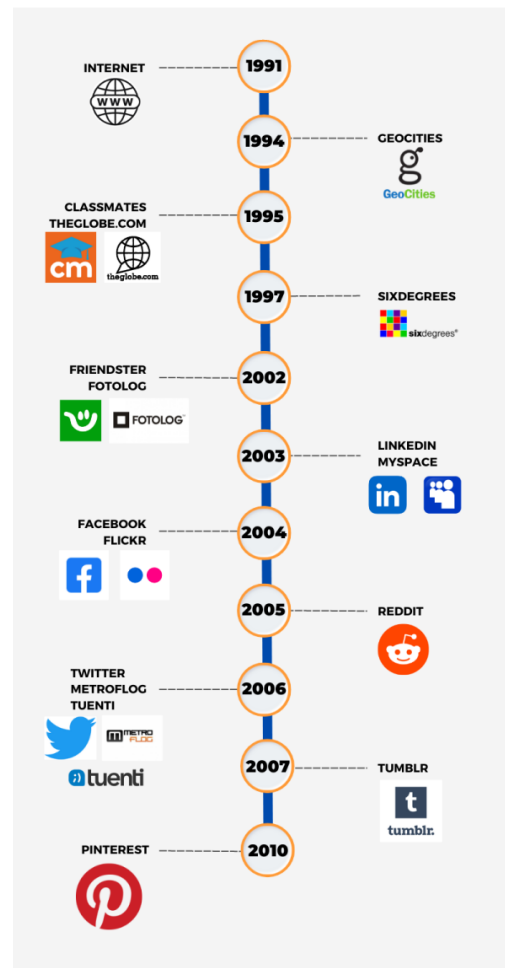 1991
INTERNET
WWW
1994
GEOCITIES
GeoCities
CLASSMATES
THEGLOBE.COM
1995
cm
theglobe.com
1997
SIXDEGREES
sixdegrees®
FRIENDSTER
FOTOLOG
2002
FOTOLOG™
2003
LINKEDIN
MYSPACE
in
FACEBOOK
FLICKR
2004
f
2005
REDDIT
TWITTER
METROFLOG
TUENTI
2006
METRO
FLOG
tuenti
2007
TUMBLR
t
tumblr.
PINTEREST
2010